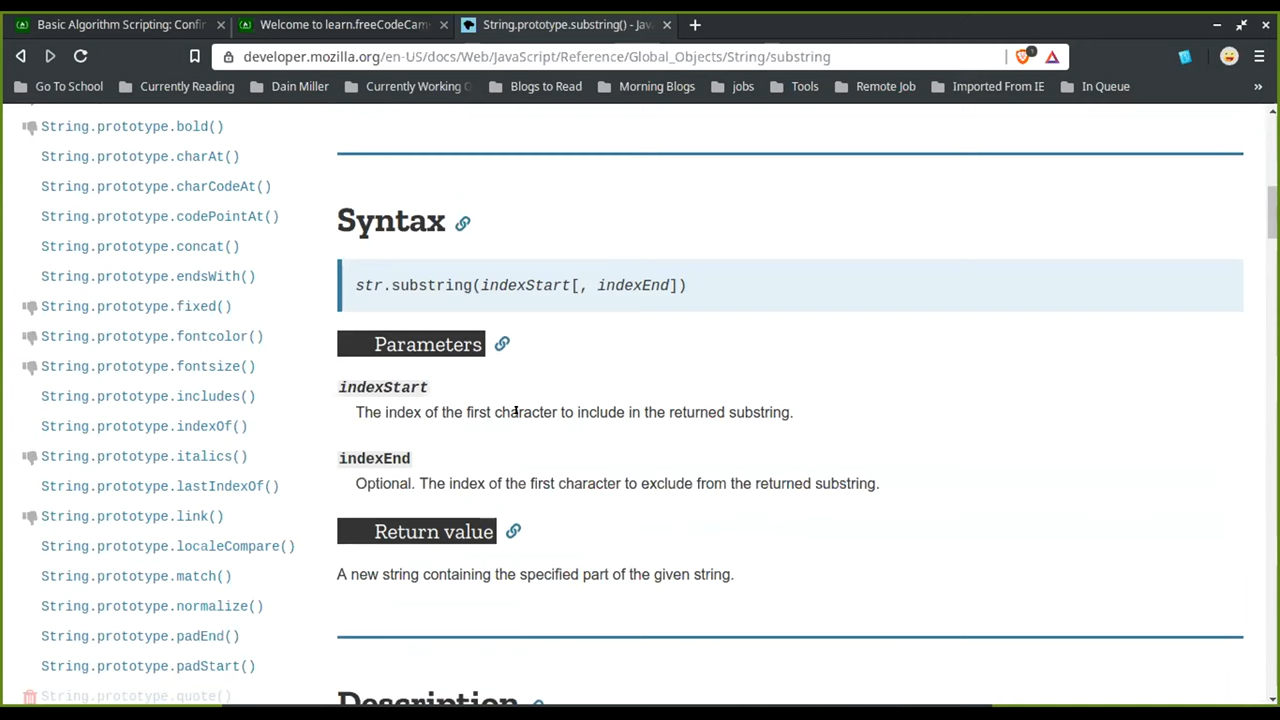 Basic Algorithm Scripting: Confi
Welcome to learn.freeCodeCam
String.prototype.substring() - Jav
developer.mozilla.org/en-US/docs/Web/JavaScript/Reference/Global_Objects/String/substring
Go To School
Currently Reading
Dain Miller
Currently Working O
Blogs to Read
Morning Blogs
jobs
Tools
Remote Job
Imported From IE
In Queue
»
String.prototype.bold()
String.prototype.charAt()
String.prototype.charCodeAt()
String.prototype.codePointAt()
String.prototype.concat()
String.prototype.endsWith()
String.prototype.fixed()
String.prototype.fontcolor()
String.prototype.fontsize()
String.prototype.includes()
String.prototype.indexOf()
String.prototype.italics()
String.prototype.lastIndexOf()
String.prototype.link()
String.prototype.localeCompare()
String.prototype.match()
String.prototype.normalize()
String.prototype.padEnd()
String.prototype.padStart()
String.prototype.quote()
Syntax
str.substring(indexStart[, indexEnd])
Parameters
indexStart
The index of the first character to include in the returned substring.
indexEnd
Optional. The index of the first character to exclude from the returned substring.
Return value
A new string containing the specified part of the given string.
Description